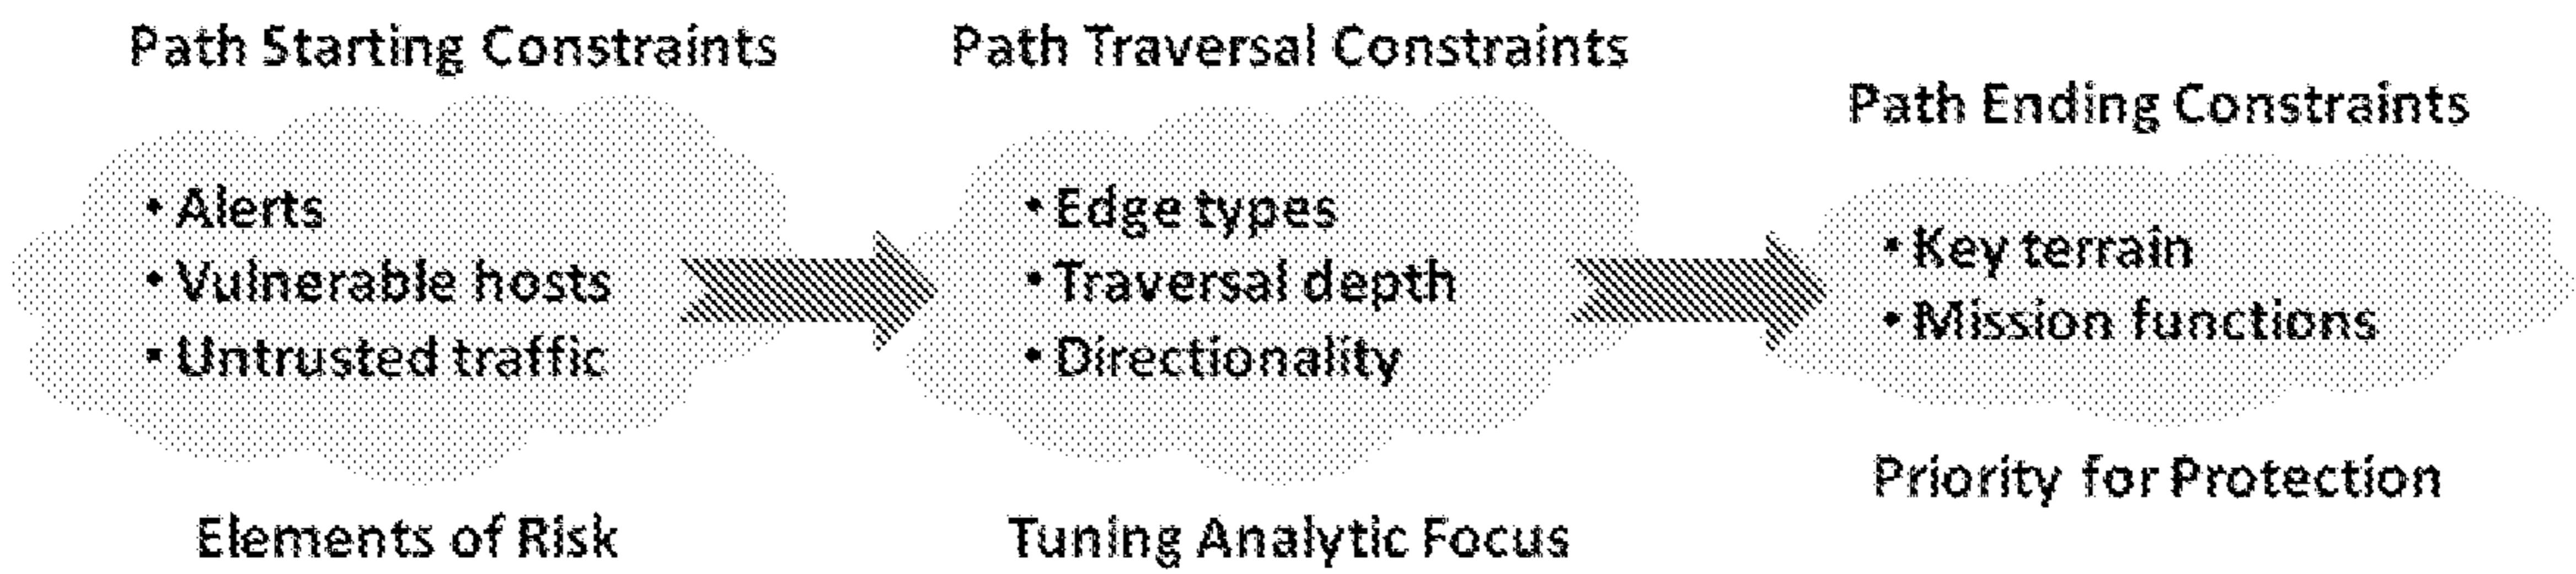 Path Starting Constraints
• Alerts
• Vulnerable hosts
• Untrusted traffic
Elements of Risk
Path Traversal Constraints
• Edge types
• Traversal depth
• Directionality
Tuning Analytic Focus
Path Ending Constraints
• Key terrain
• Mission functions
Priority for Protection